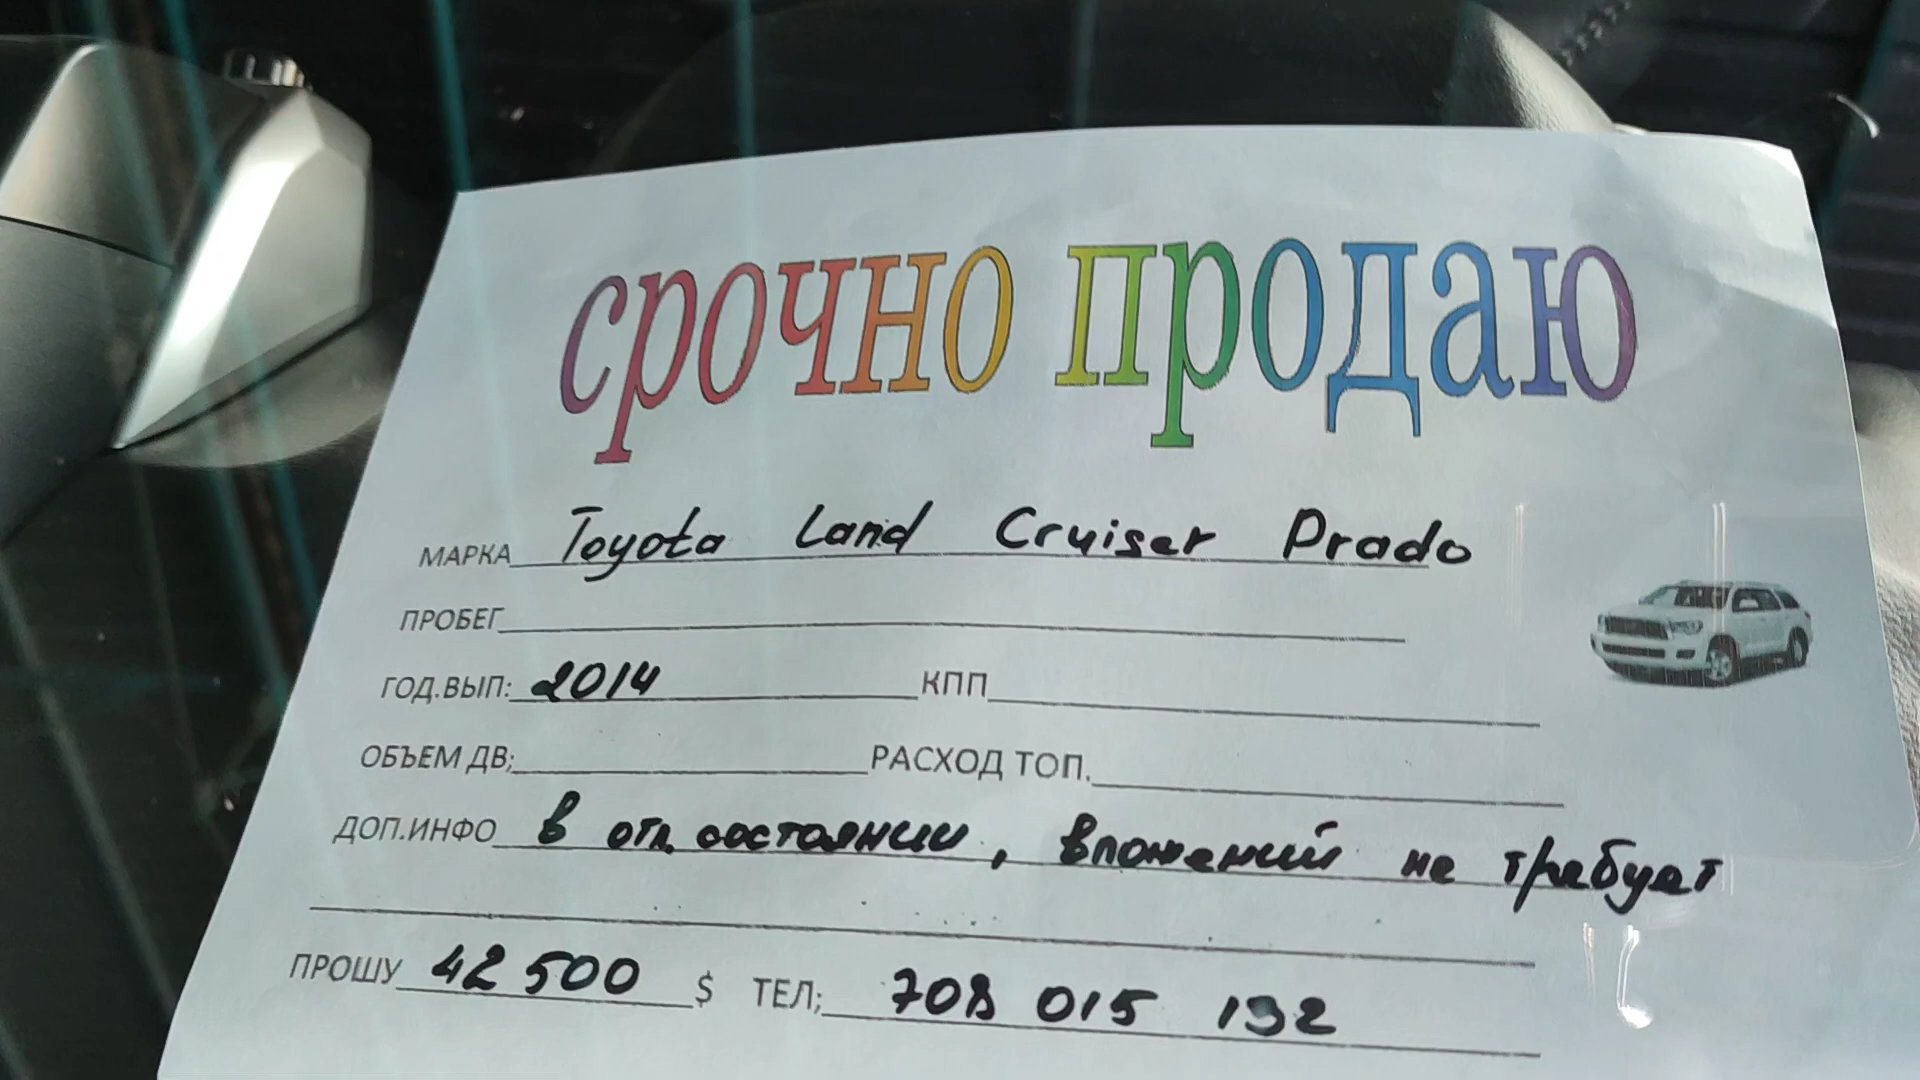 срочно продаю
МАРКА Toyota Land Cruiser Prado
ПРОБЕГ
ГОД.ВЫП: 2014 КПП
ОБЪЕМ ДВ; РАСХОД ТОП.
ДОП.ИНФО в отл. состоянии, вложений не требует
ПРОШУ 42 500 $ ТЕЛ; 708 015 132